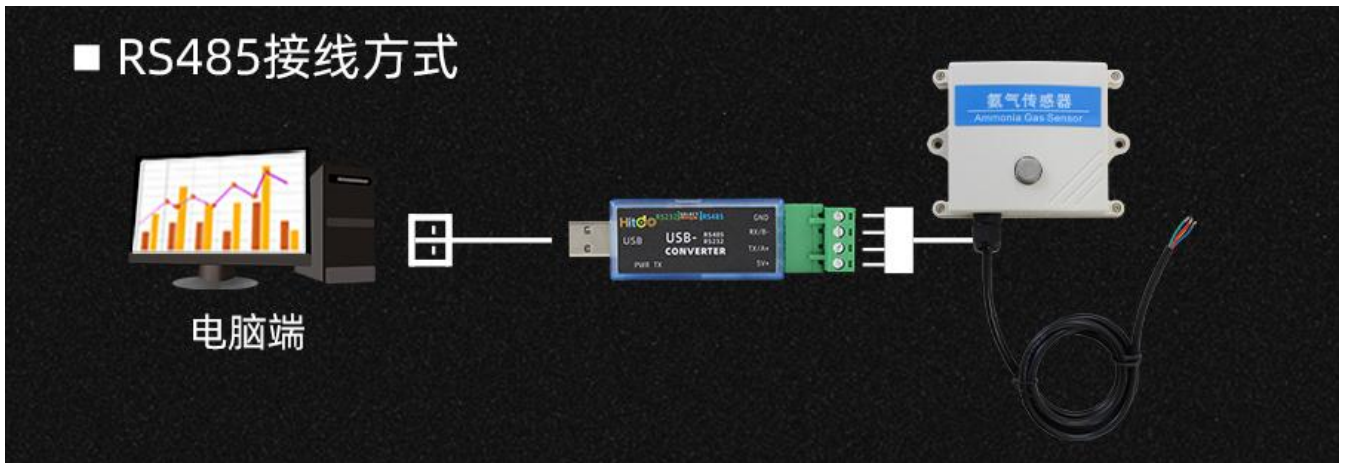 RS485接线方式
氨气传感器
Ammonia Gas Sensor
RS232
RS485
GND
HitGo
RX/B-
USB
USB- RS485
RS232
CONVERTER
TX/A+
PWR TX
5V+
电脑端